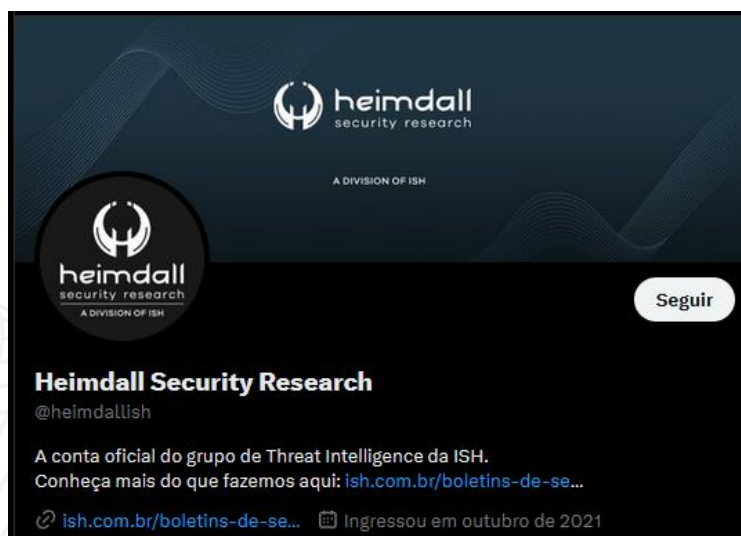 heimdall
security research
A DIVISION OF ISH
heimdall
security research
A DIVISION OF ISH
Seguir
Heimdall Security Research
@heimdallish
A conta oficial do grupo de Threat Intelligence da ISH.
Conheça mais do que fazemos aqui: ish.com.br/boletins-de-se...
ish.com.br/boletins-de-se... Ingressou em outubro de 2021